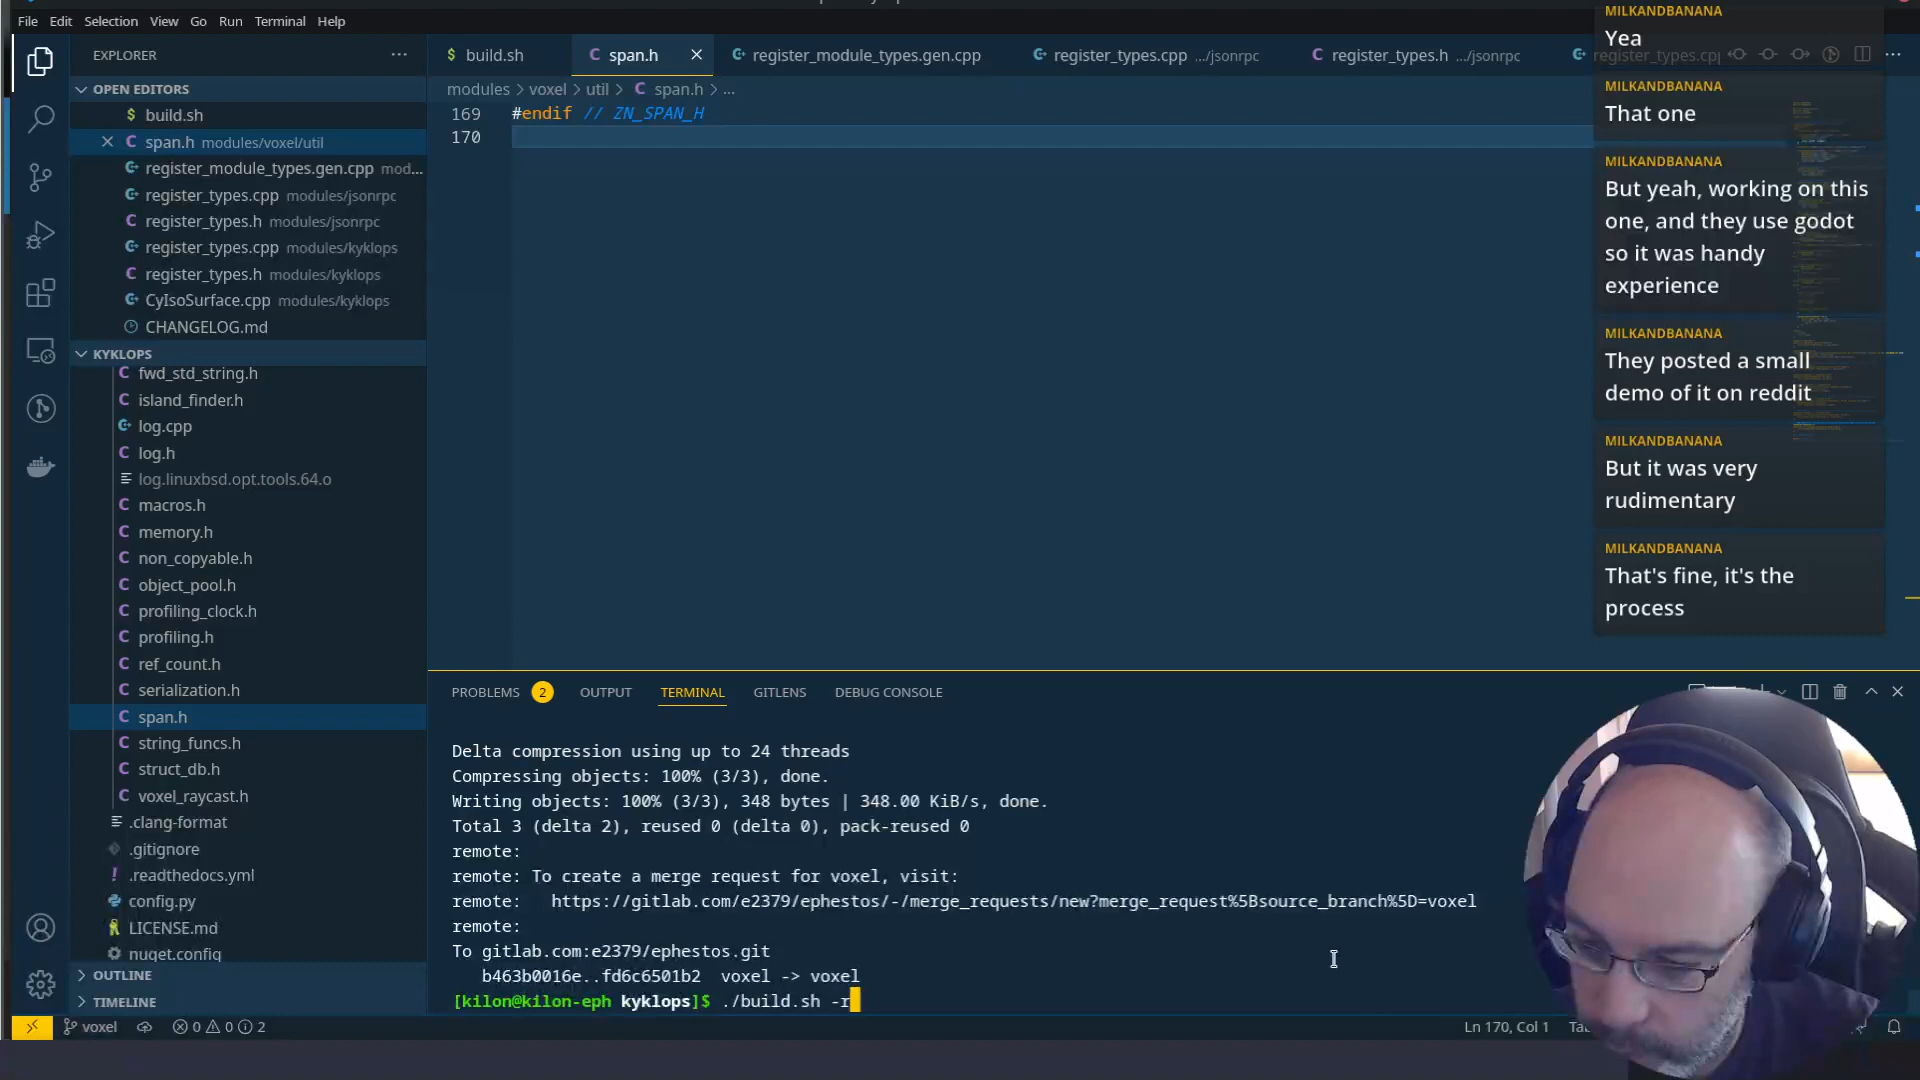 File Edit Selection View Go Run Terminal Help
EXPLORER
OPEN EDITORS
build.sh
span.h modules/voxel/util
register_module_types.gen.cpp mod...
register_types.cpp modules/jsonrpc
register_types.h modules/jsonrpc
register_types.cpp modules/kyklops
register_types.h modules/kyklops
CyIsoSurface.cpp modules/kyklops
CHANGELOG.md
KYKLOPS
fwd_std_string.h
island_finder.h
log.cpp
log.h
log.linuxbsd.opt.tools.64.o
macros.h
memory.h
non_copyable.h
object_pool.h
profiling_clock.h
profiling.h
ref_count.h
serialization.h
span.h
string_funcs.h
struct_db.h
voxel_raycast.h
.clang-format
.gitignore
.readthedocs.yml
config.py
LICENSE.md
nuget.config
OUTLINE
TIMELINE
build.sh span.h register_module_types.gen.cpp register_types.cpp .../jsonrpc register_types.h .../jsonrpc register_types.cpp
modules > voxel > util > span.h > ...
169 #endif // ZN_SPAN_H
170
MILKANDBANANA
Yea
MILKANDBANANA
That one
MILKANDBANANA
But yeah, working on this
one, and they use godot
so it was handy
experience
MILKANDBANANA
They posted a small
demo of it on reddit
MILKANDBANANA
But it was very
rudimentary
MILKANDBANANA
That's fine, it's the
process
PROBLEMS 2 OUTPUT TERMINAL GITLENS DEBUG CONSOLE
Delta compression using up to 24 threads
Compressing objects: 100% (3/3), done.
Writing objects: 100% (3/3), 348 bytes | 348.00 KiB/s, done.
Total 3 (delta 2), reused 0 (delta 0), pack-reused 0
remote:
remote: To create a merge request for voxel, visit:
remote: https://gitlab.com/e2379/ephestos/-/merge_requests/new?merge_request%5Bsource_branch%5D=voxel
remote:
To gitlab.com:e2379/ephestos.git
b463b0016e..fd6c6501b2 voxel -> voxel
[kilon@kilon-eph kyklops]$ ./build.sh -r
voxel 0 0 2 Ln 170, Col 1